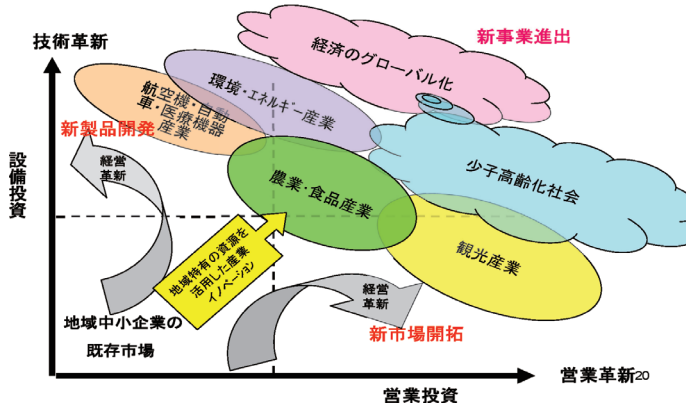 技術革新
経済のグローバル化
新事業進出
環境・エネルギー産業
航空機・自動
車・医療機器
産業
新製品開発
設備投資
経営
革新
農業・食品産業
少子高齢化社会
観光産業
地域特有の資源を
活用した産業
イノベーション
地域中小企業の
既存市場
経営
革新
新市場開拓
営業革新20
営業投資